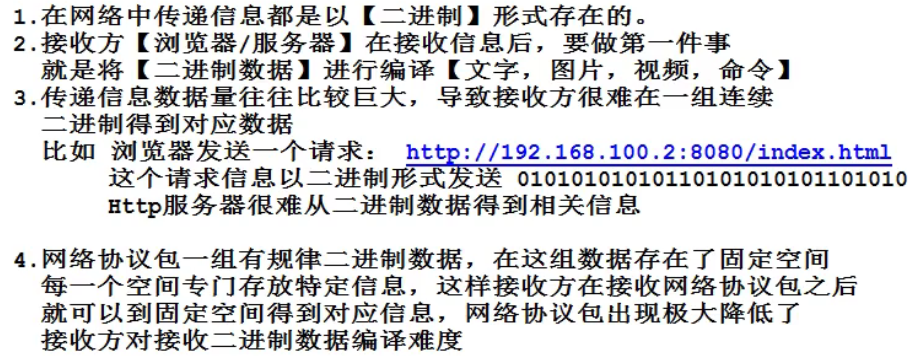 1.在网络中传递信息都是以【二进制】形式存在的。
2.接收方【浏览器/服务器】在接收信息后，要做第一件事
就是将【二进制数据】进行编译【文字，图片，视频，命令】
3.传递信息数据量往往比较巨大，导致接收方很难在一组连续
二进制得到对应数据
比如 浏览器发送一个请求： http://192.168.100.2:8080/index.html
这个请求信息以二进制形式发送 0101010101011010101010101101010
Http服务器很难从二进制数据得到相关信息
4.网络协议包一组有规律二进制数据，在这组数据存在了固定空间
每一个空间专门存放特定信息，这样接收方在接收网络协议包之后
就可以到固定空间得到对应信息，网络协议包出现极大降低了
接收方对接收二进制数据编译难度